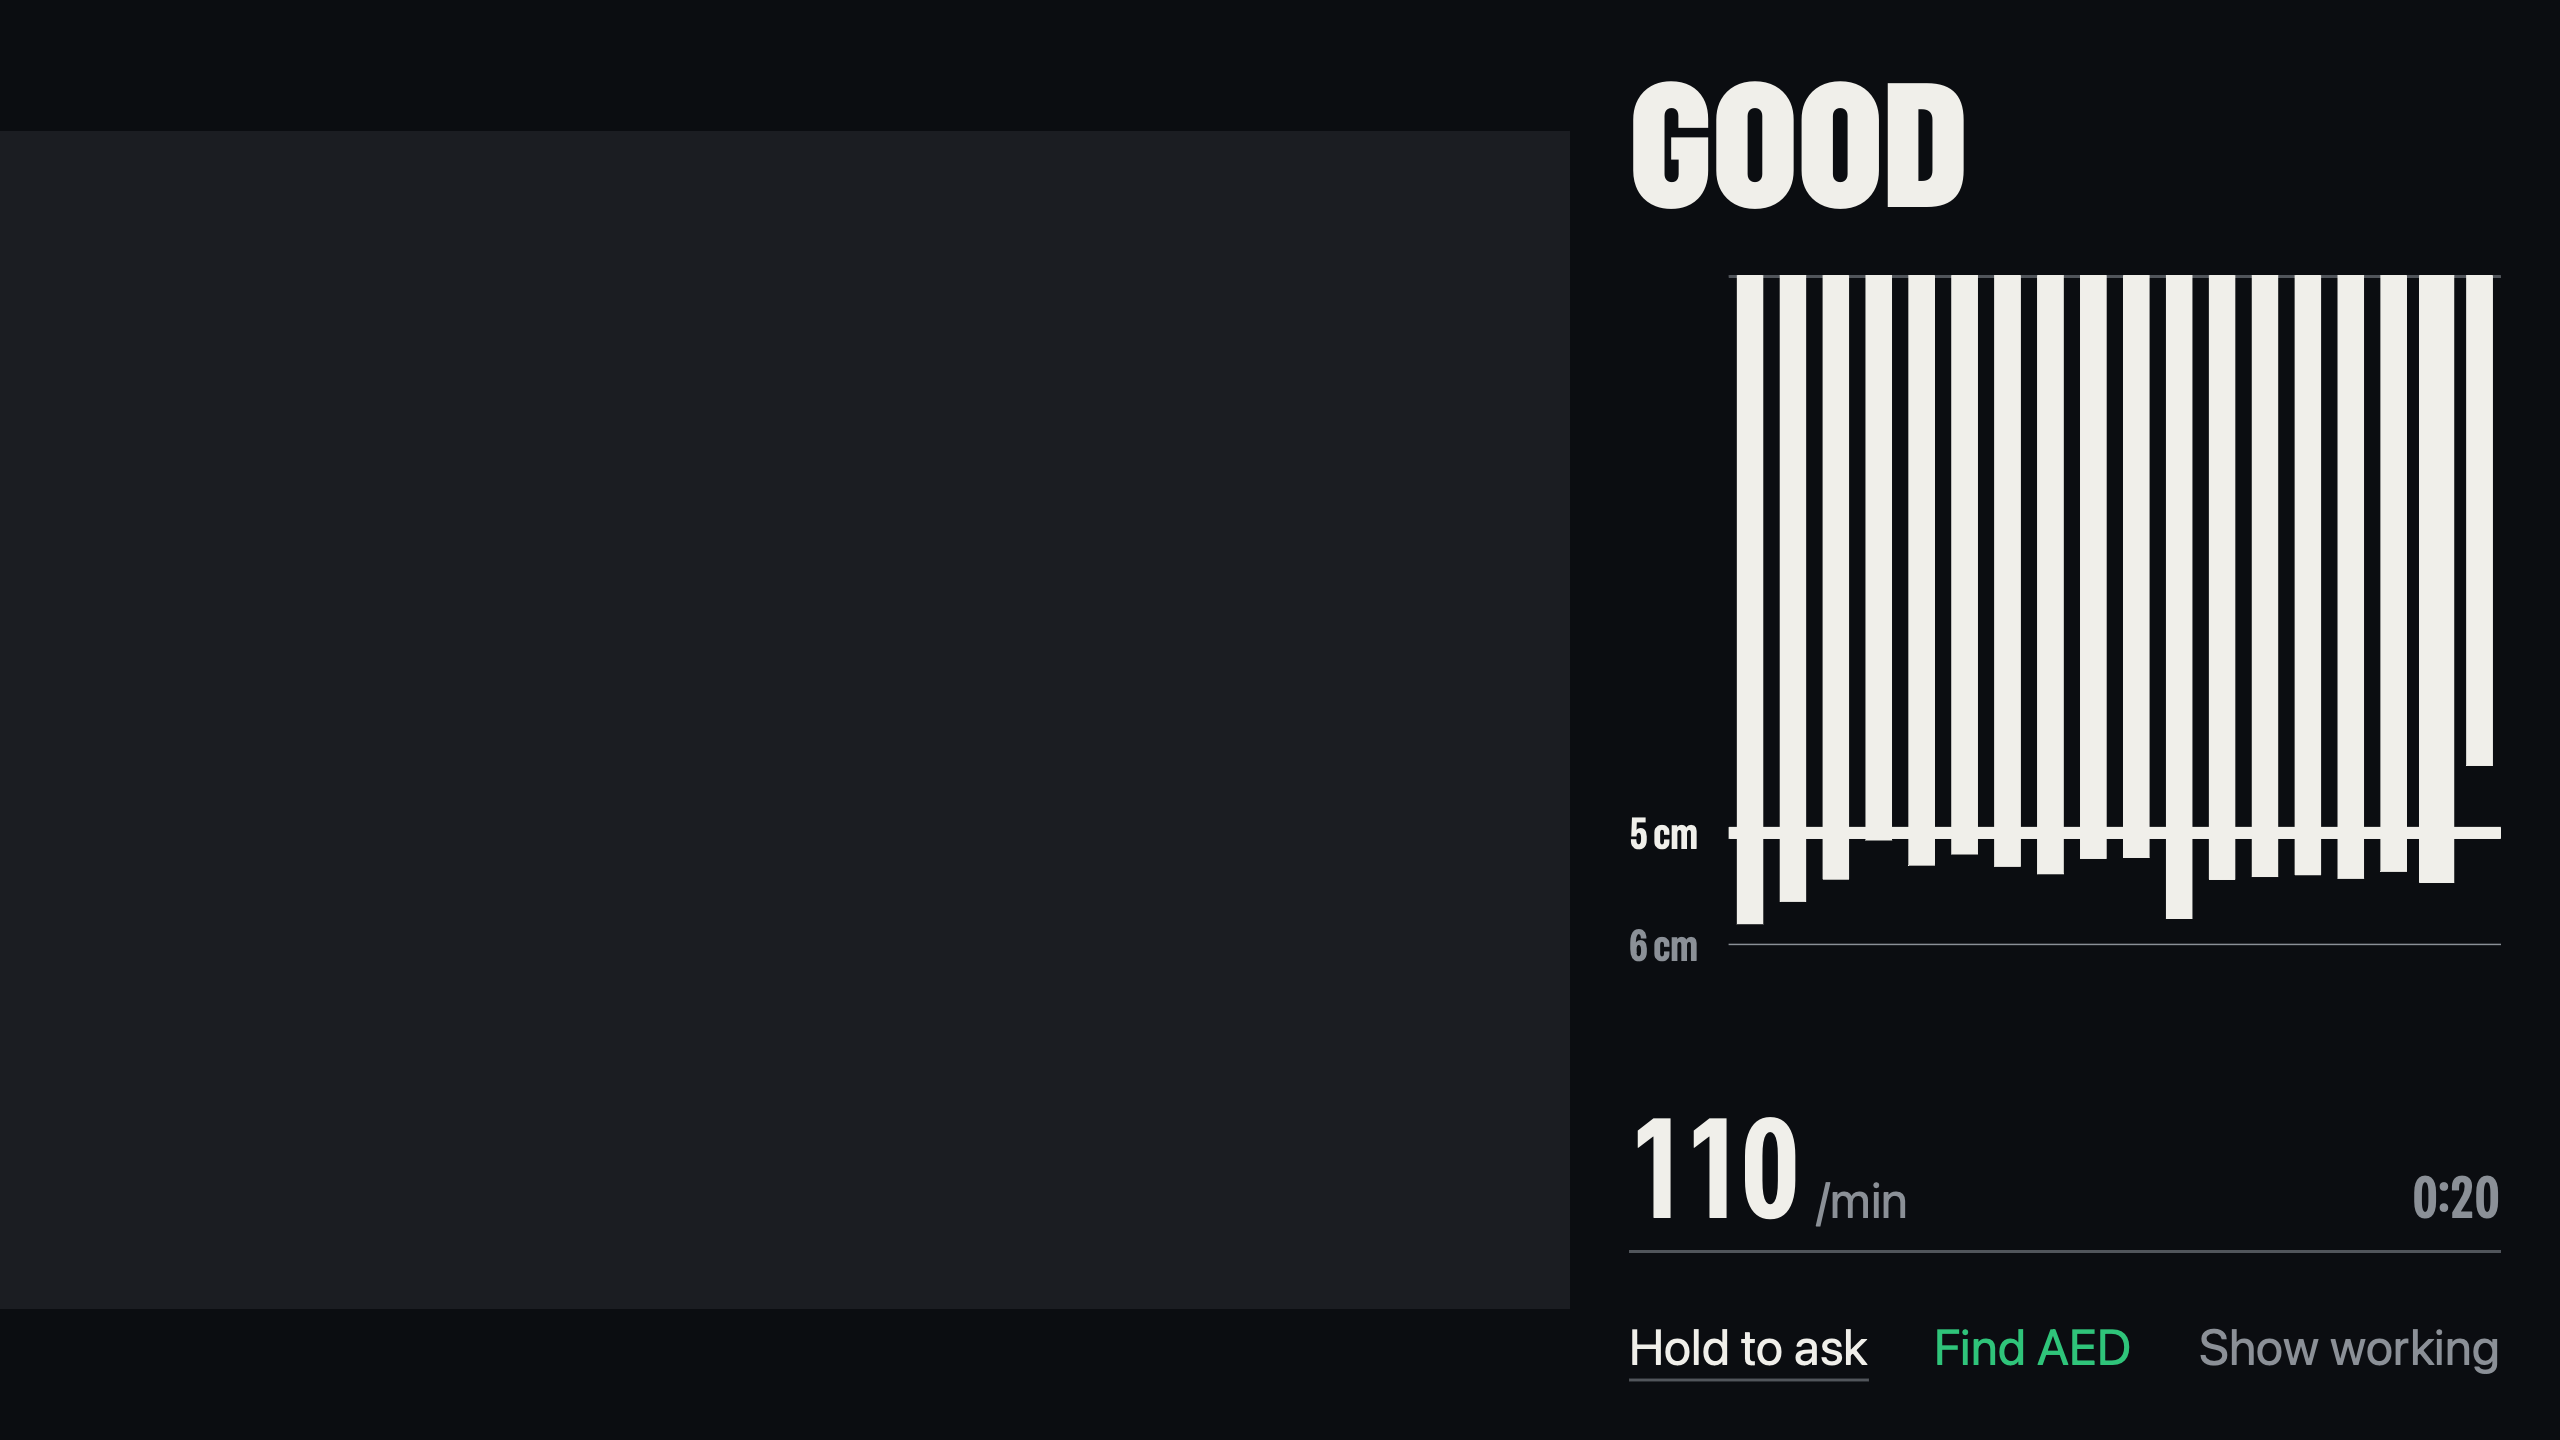 GOOD
5 cm
6 cm
110 /min
0:20
Hold to ask
Find AED
Show working